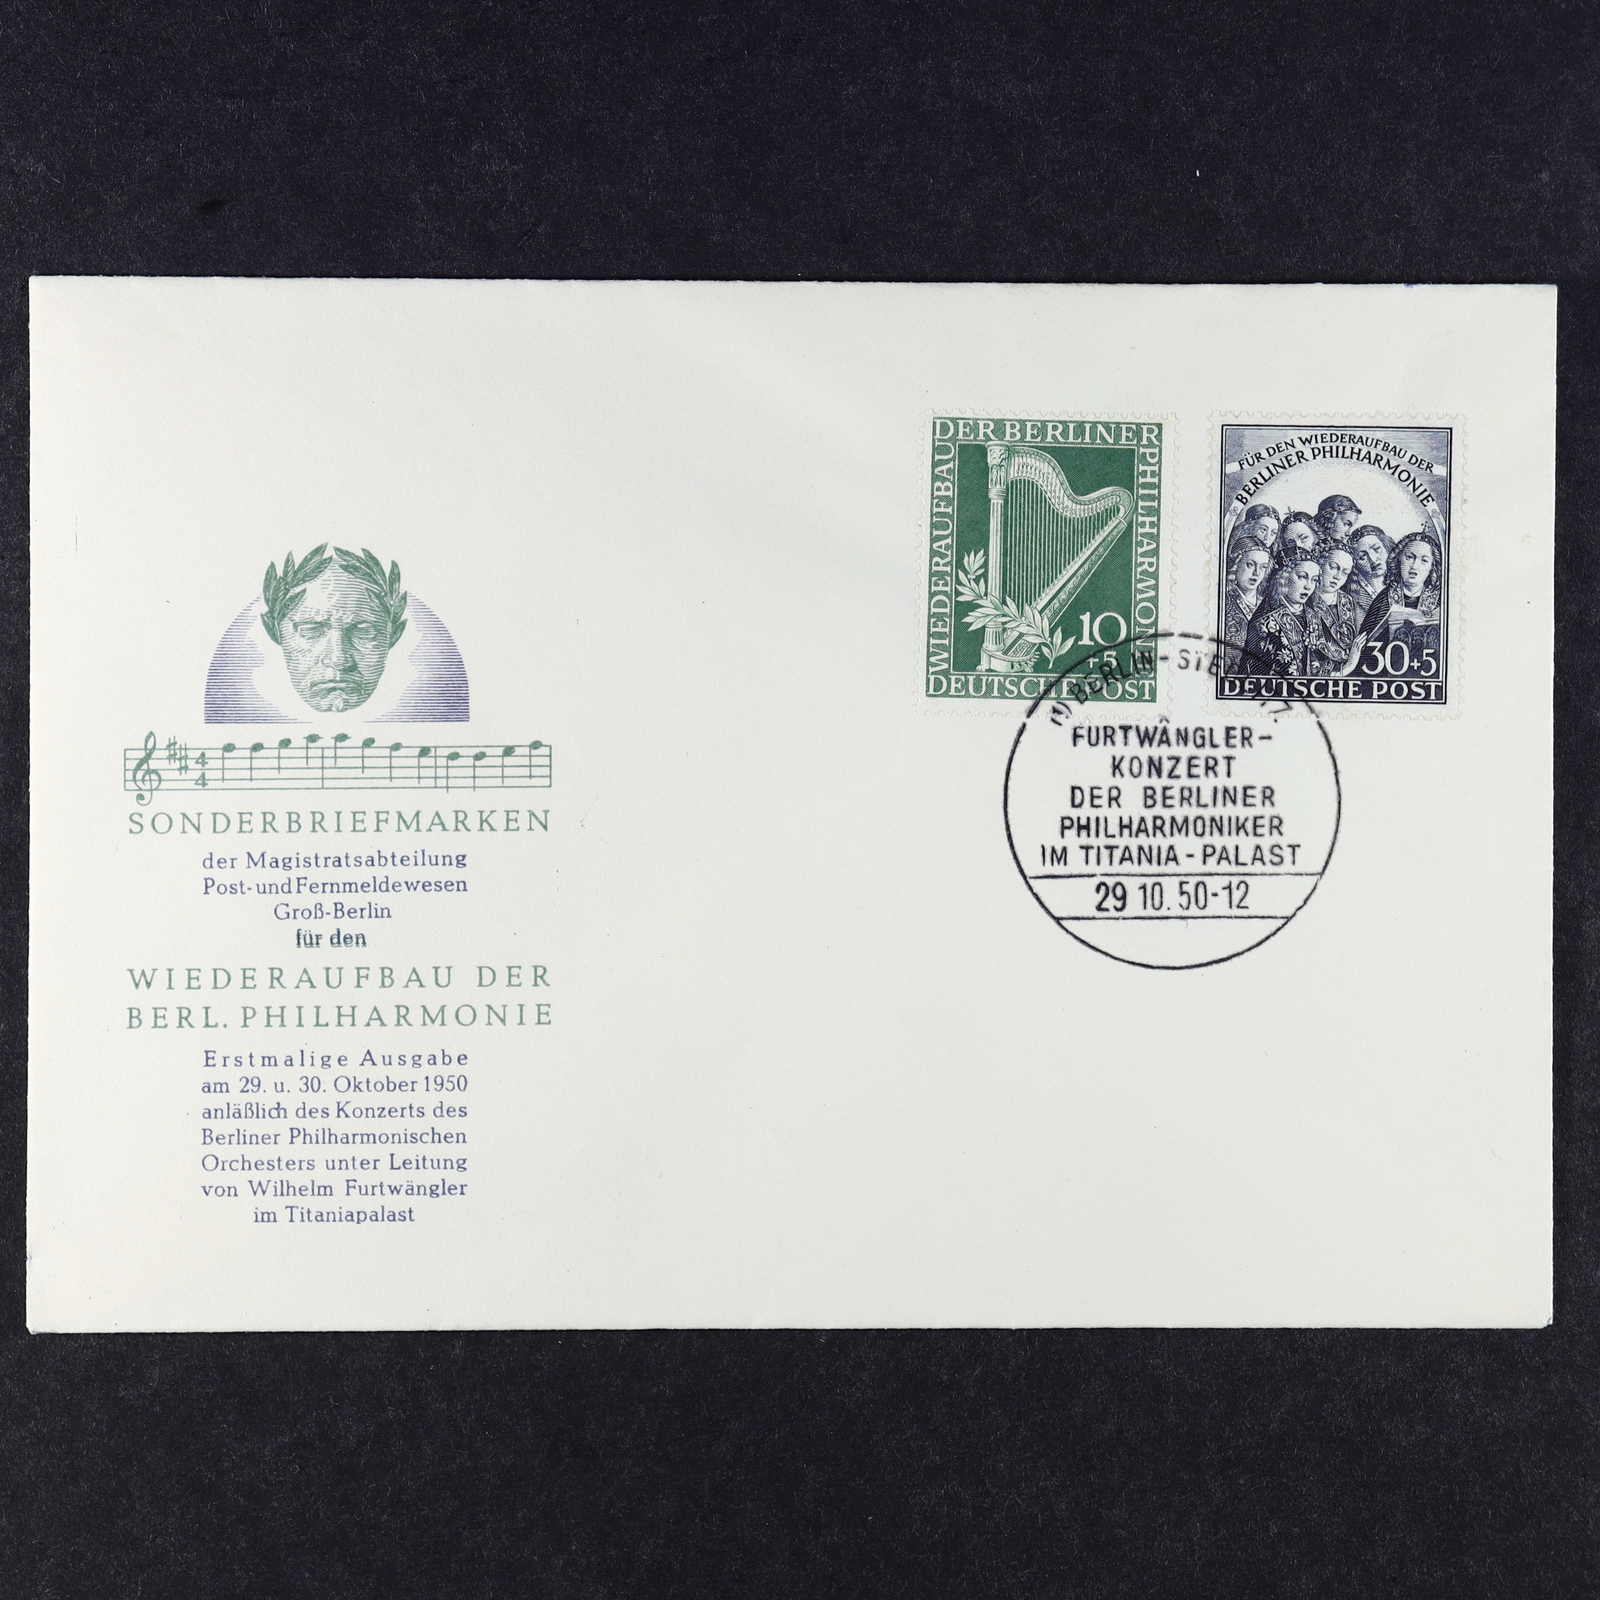 4
4
SONDERBRIEFMARKEN
der Magistratsabteilung
Post- und Fernmeldewesen
Groß-Berlin
für den
WIEDERAUFBAU DER
BERL. PHILHARMONIE
Erstmalige Ausgabe
am 29. u. 30. Oktober 1950
anläßlich des Konzerts des
Berliner Philharmonischen
Orchesters unter Leitung
von Wilhelm Furtwängler
im Titaniapalast
WIEDERAUFBAU
DER BERLINER
PHILHARMONIE
10
+5
DEUTSCHE POST
FÜR DEN WIEDERAUFBAU DER
BERLINER PHILHARMONIE
30+5
DEUTSCHE POST
(1) BERLIN-
FURTWÄNGLER-
KONZERT
DER BERLINER
PHILHARMONIKER
IM TITANIA-PALAST
29.10.50-12